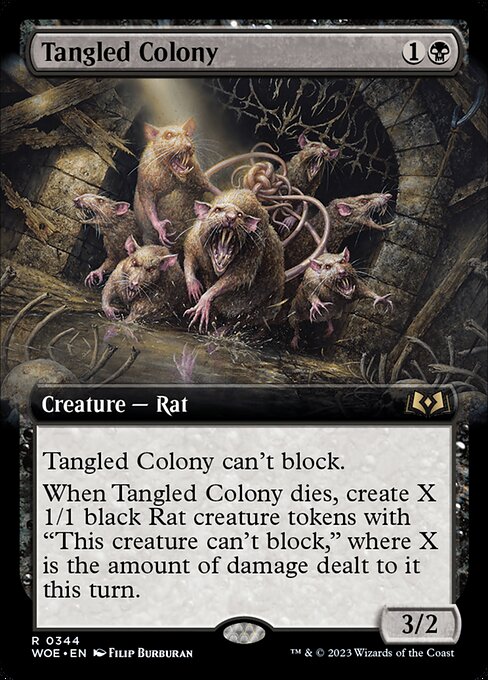 Tangled Colony 1
Creature — Rat
Tangled Colony can’t block.
When Tangled Colony dies, create X
1/1 black Rat creature tokens with
“This creature can’t block,” where X
is the amount of damage dealt to it
this turn.
3/2
R 0344
WOE • EN Filip Burburan
™ & © 2023 Wizards of the Coast